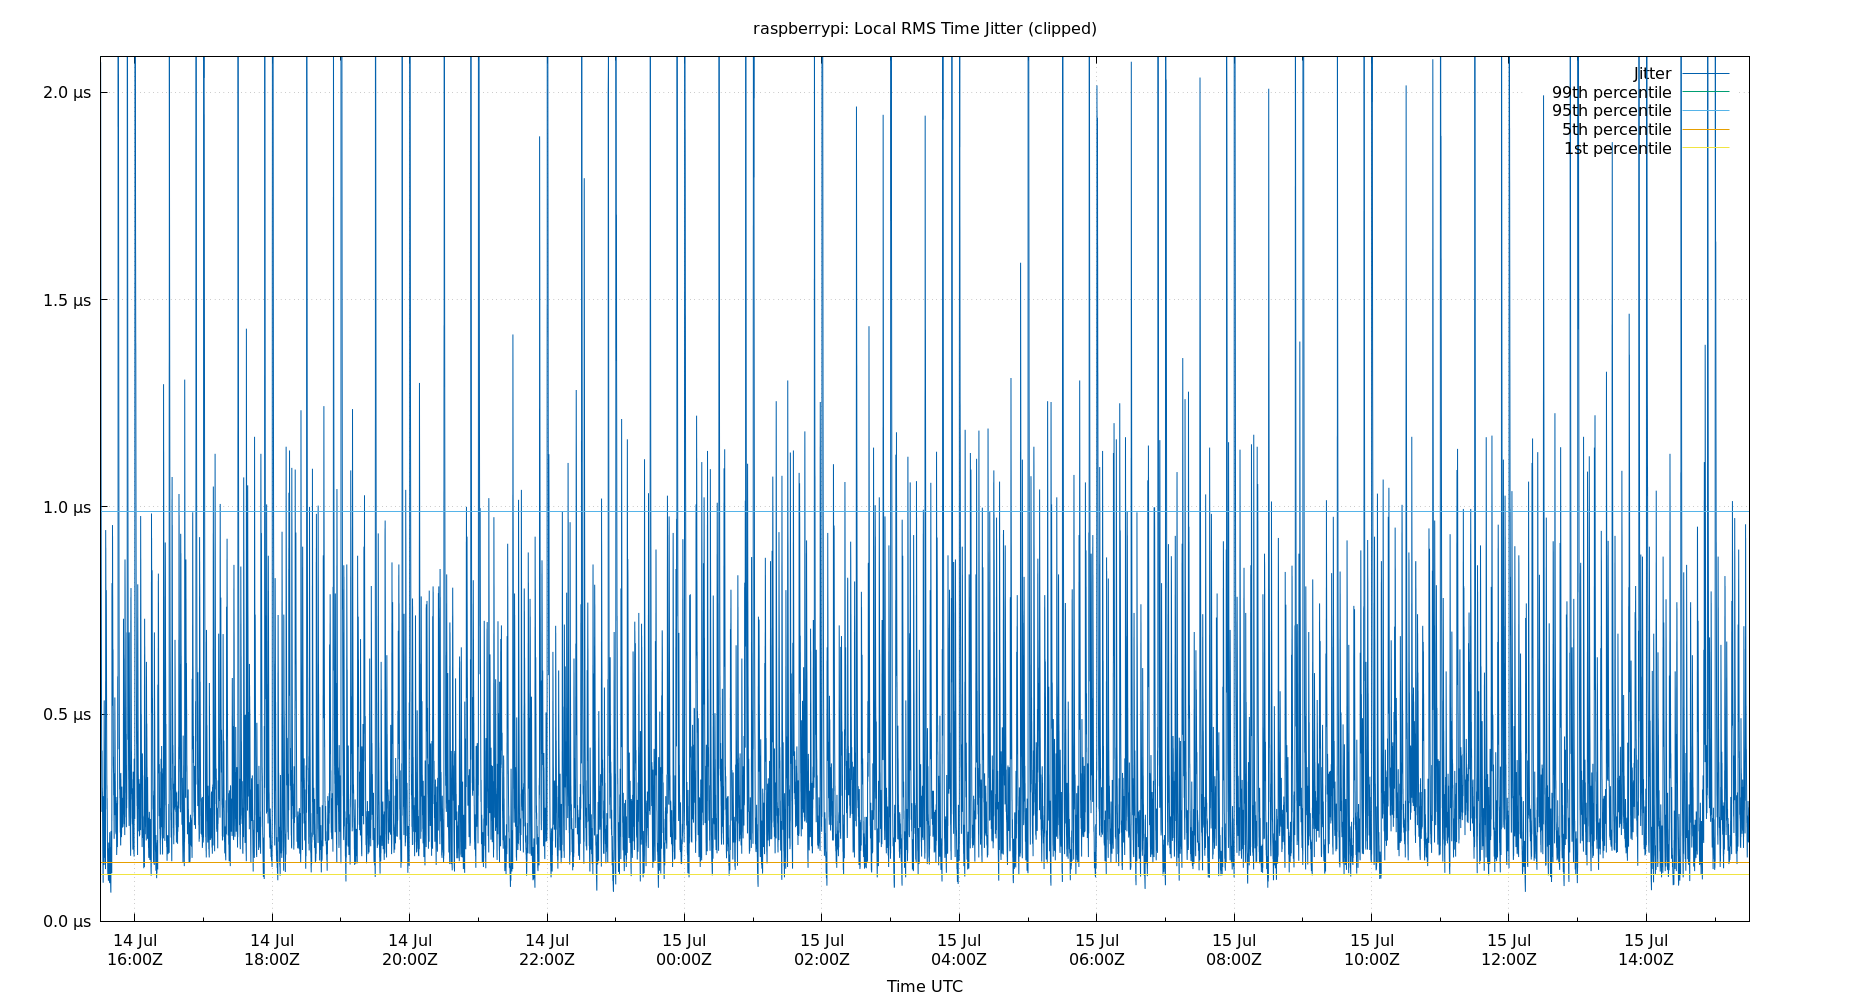 raspberrypi: Local RMS Time Jitter (clipped)
2.0 µs
1.5 µs
1.0 µs
0.5 µs
0.0 µs
Jitter
99th percentile
95th percentile
5th percentile
1st percentile
14 Jul
16:00Z
14 Jul
18:00Z
14 Jul
20:00Z
14 Jul
22:00Z
15 Jul
00:00Z
15 Jul
02:00Z
15 Jul
04:00Z
15 Jul
06:00Z
15 Jul
08:00Z
15 Jul
10:00Z
15 Jul
12:00Z
15 Jul
14:00Z
Time UTC